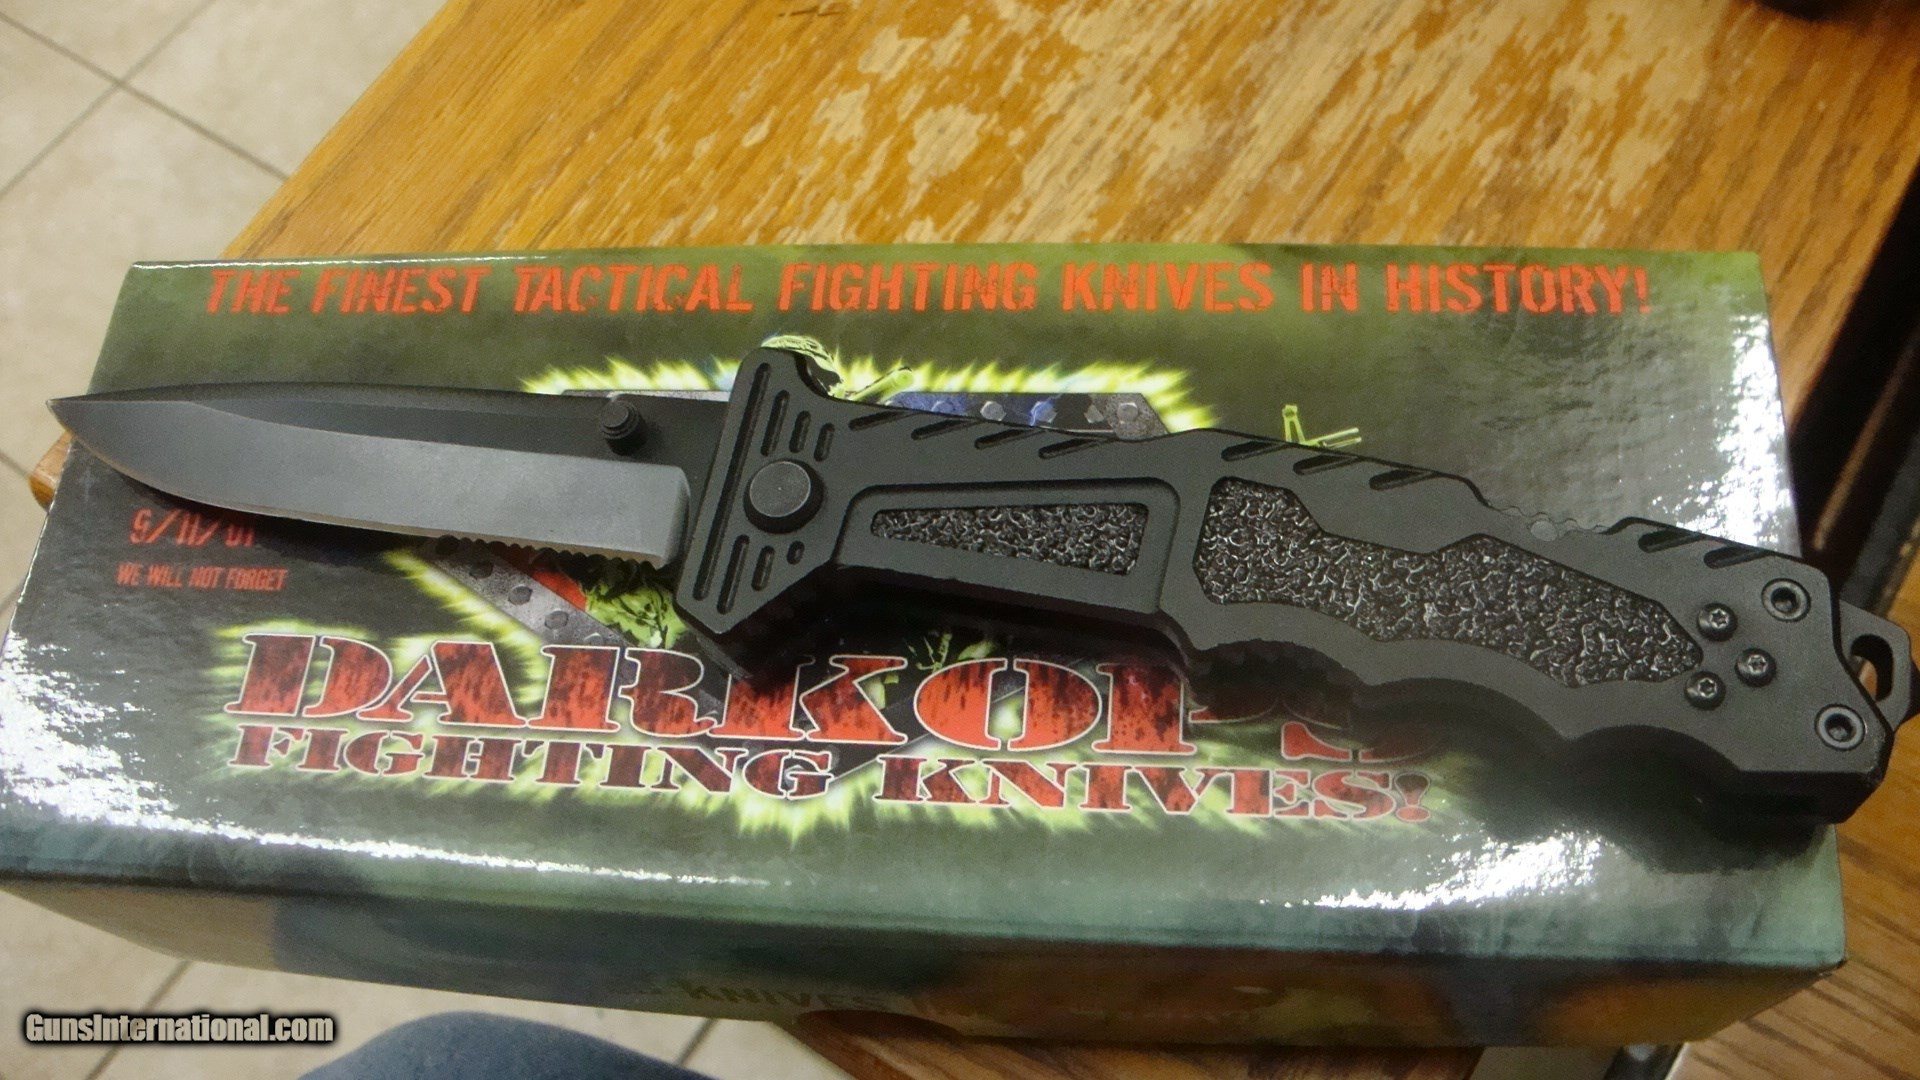 THE FINEST TACTICAL FIGHTING KNIVES IN HISTORY!
9/11/01
WE WILL NOT FORGET
DARKOPS
FIGHTING KNIVES!
KNIVES
GunsInternational.com